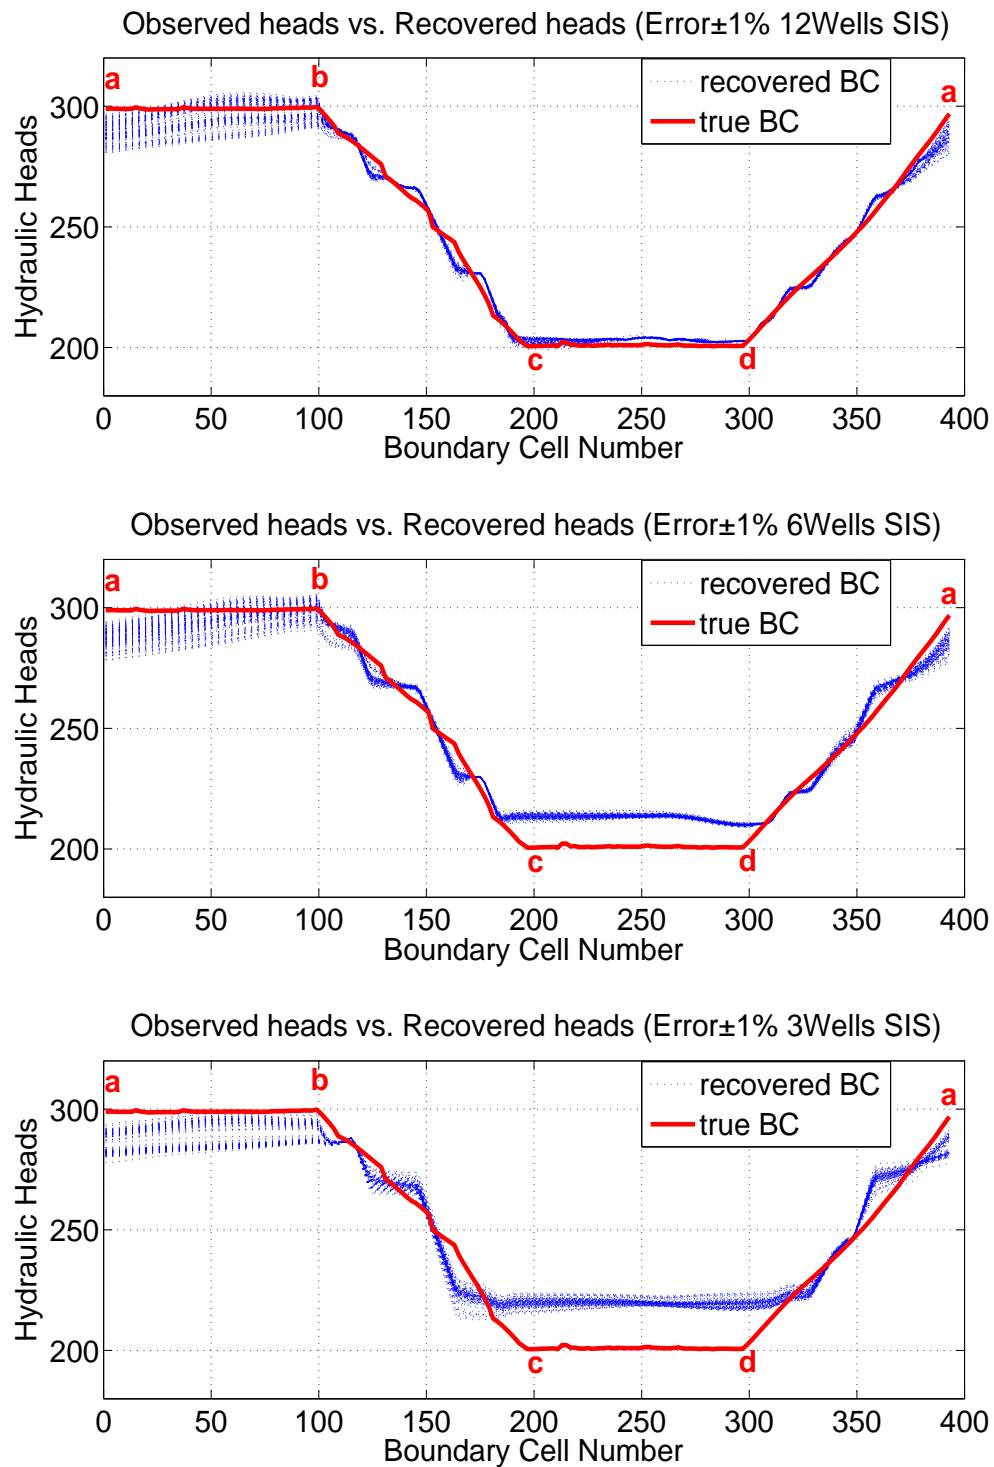 Observed heads vs. Recovered heads (Error±1% 12Wells SIS)
a
b
a
recovered BC
true BC
300
250
200
Hydraulic Heads
c
d
0 50 100 150 200 250 300 350 400
Boundary Cell Number
Observed heads vs. Recovered heads (Error±1% 6Wells SIS)
a
b
a
recovered BC
true BC
300
250
200
Hydraulic Heads
c
d
0 50 100 150 200 250 300 350 400
Boundary Cell Number
Observed heads vs. Recovered heads (Error±1% 3Wells SIS)
a
b
a
recovered BC
true BC
300
250
200
Hydraulic Heads
c
d
0 50 100 150 200 250 300 350 400
Boundary Cell Number